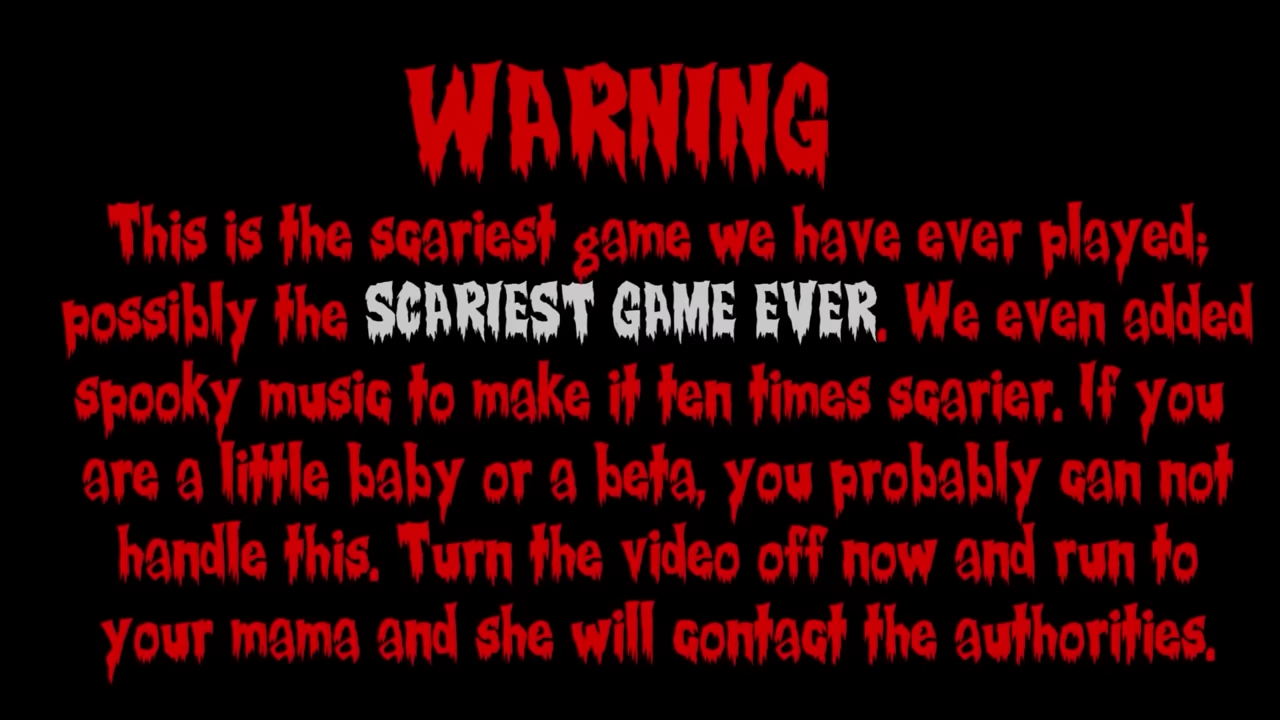 WARNING
This is the scariest game we have ever played;
possibly the SCARIEST GAME EVER. We even added
spooky music to make it ten times scarier. If you
are a little baby or a beta, you probably can not
handle this. Turn the video off now and run to
your mama and she will contact the authorities.